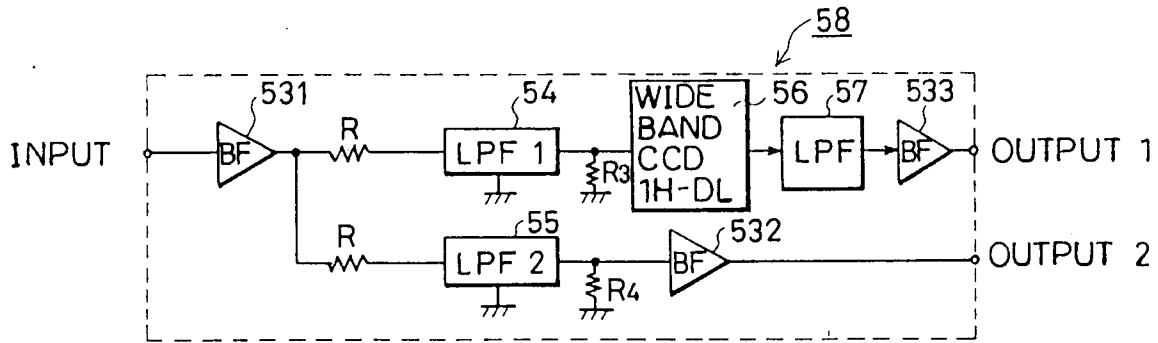 58
531
54
WIDE
BAND
CCD
1H-DL
56
57
533
INPUT
BF
R
LPF 1
R3
LPF
BF
OUTPUT 1
R
55
LPF 2
R4
BF
532
OUTPUT 2